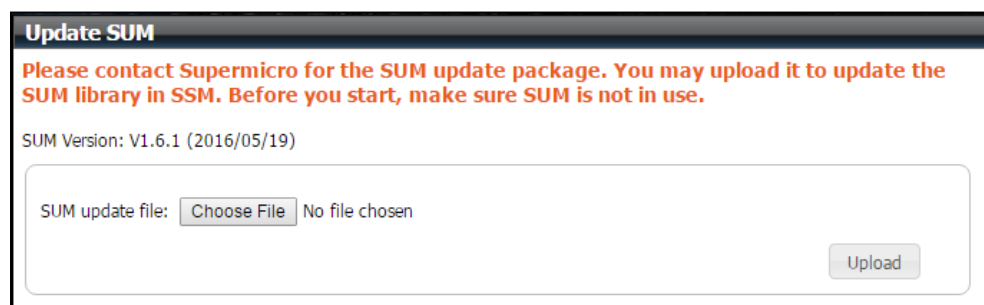 Update SUM
Please contact Supermicro for the SUM update package. You may upload it to update the
SUM library in SSM. Before you start, make sure SUM is not in use.
SUM Version: V1.6.1 (2016/05/19)
SUM update file: Choose File No file chosen
Upload